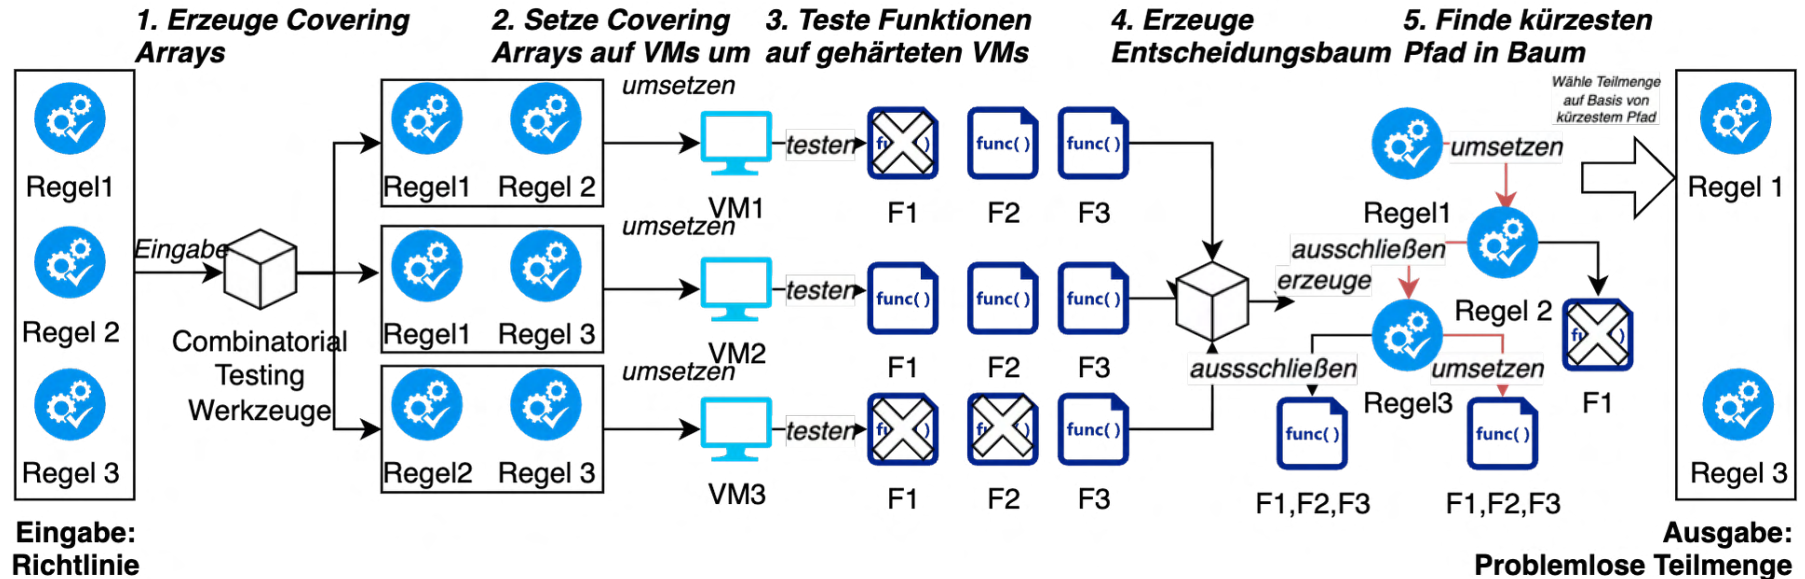 1. Erzeuge Covering
Arrays
2. Setze Covering
Arrays auf VMs um
3. Teste Funktionen
auf gehärteten VMs
4. Erzeuge
Entscheidungsbaum
5. Finde kürzesten
Pfad in Baum
Regel1
Regel 2
Regel 3
Eingabe:
Richtlinie
Eingabe
Combinatorial
Testing
Werkzeuge
Regel1 Regel 2
umsetzen
VM1
testen
func()
func()
F1 F2 F3
Regel1 Regel 3
umsetzen
VM2
testen
func()
func()
func()
F1 F2 F3
Regel2 Regel 3
umsetzen
VM3
testen
func()
F1 F2 F3
erzeuge
Regel1
umsetzen
Regel 2
ausschließen
F1
Regel3
aussschließen
umsetzen
func()
func()
F1,F2,F3
F1,F2,F3
Wähle Teilmenge
auf Basis von
kürzestem Pfad
Regel 1
Regel 3
Ausgabe:
Problemlose Teilmenge